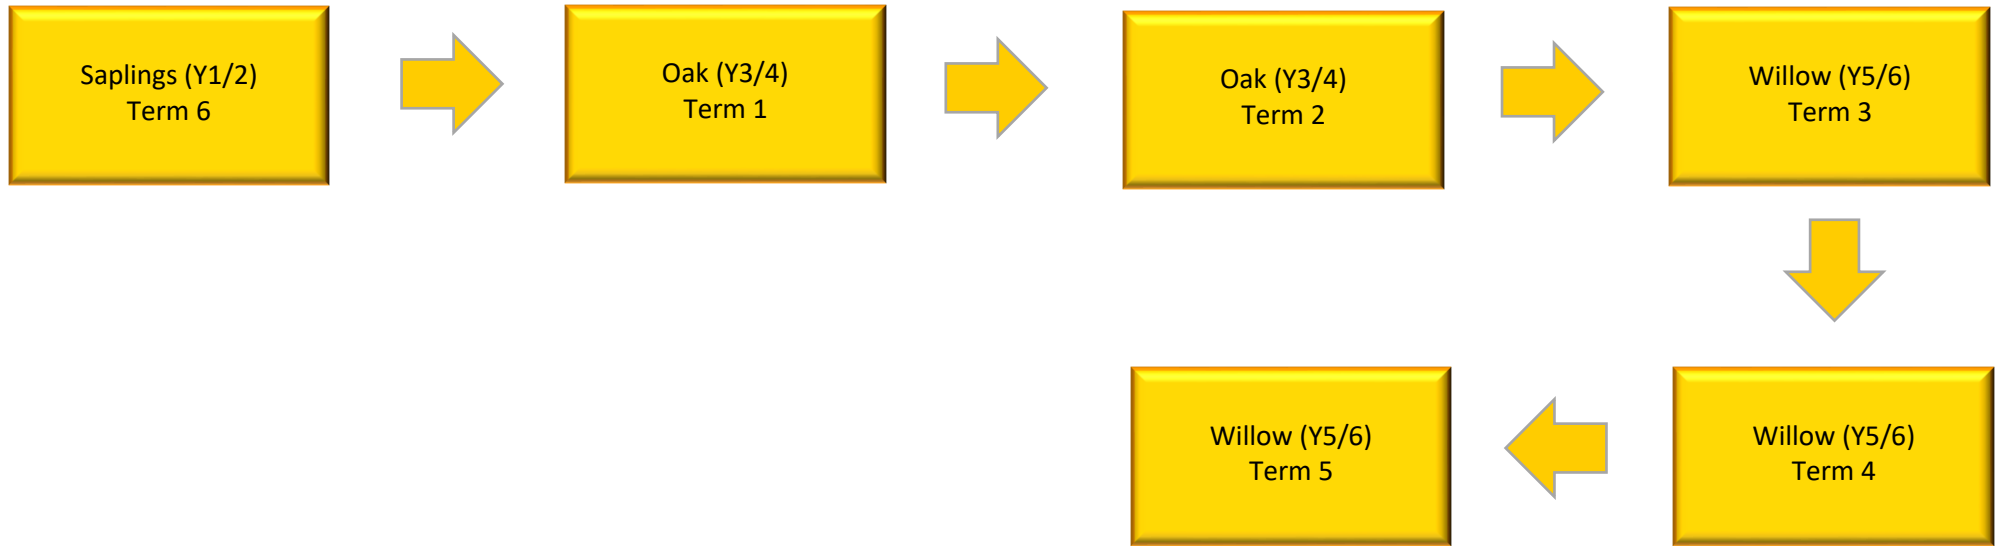 Saplings (Y1/2)
Term 6
Oak (Y3/4)
Term 1
Oak (Y3/4)
Term 2
Willow (Y5/6)
Term 3
Willow (Y5/6)
Term 4
Willow (Y5/6)
Term 5